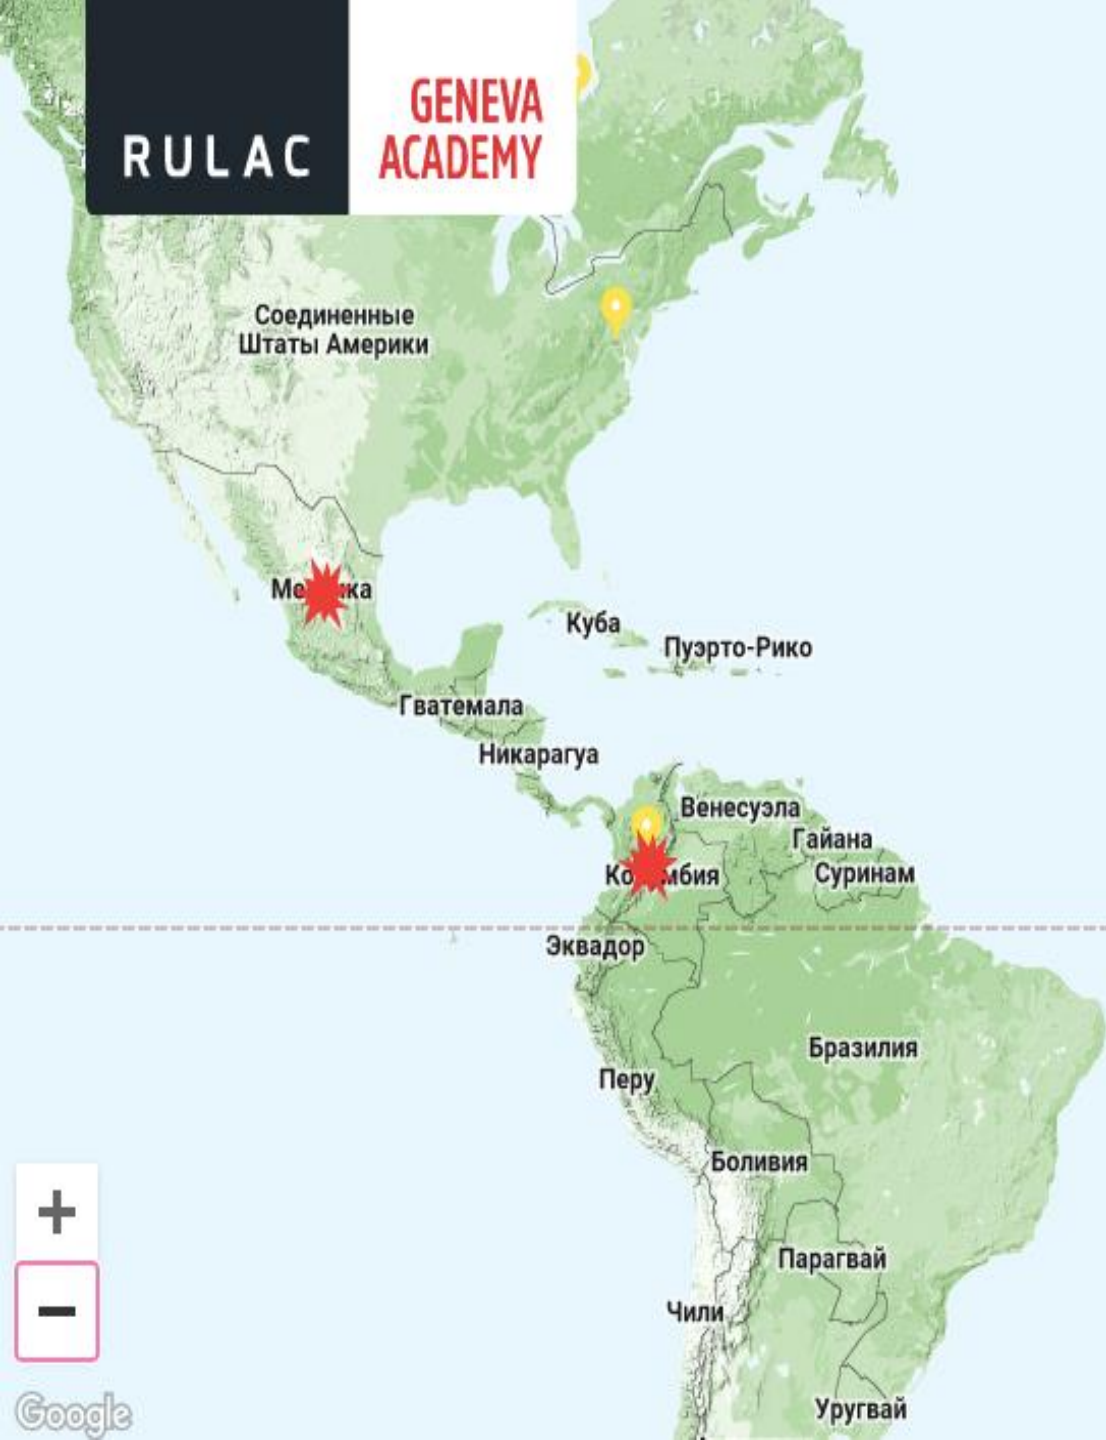 RULAC
GENEVA
ACADEMY
Соединенные
Штаты Америки
Куба
Пуэрто-Рико
Гватемала
Никарагуа
Венесуэла
Гайана
Суринам
Эквадор
Бразилия
Перу
Боливия
+
Парагвай
−
Чили
Google
Уругвай